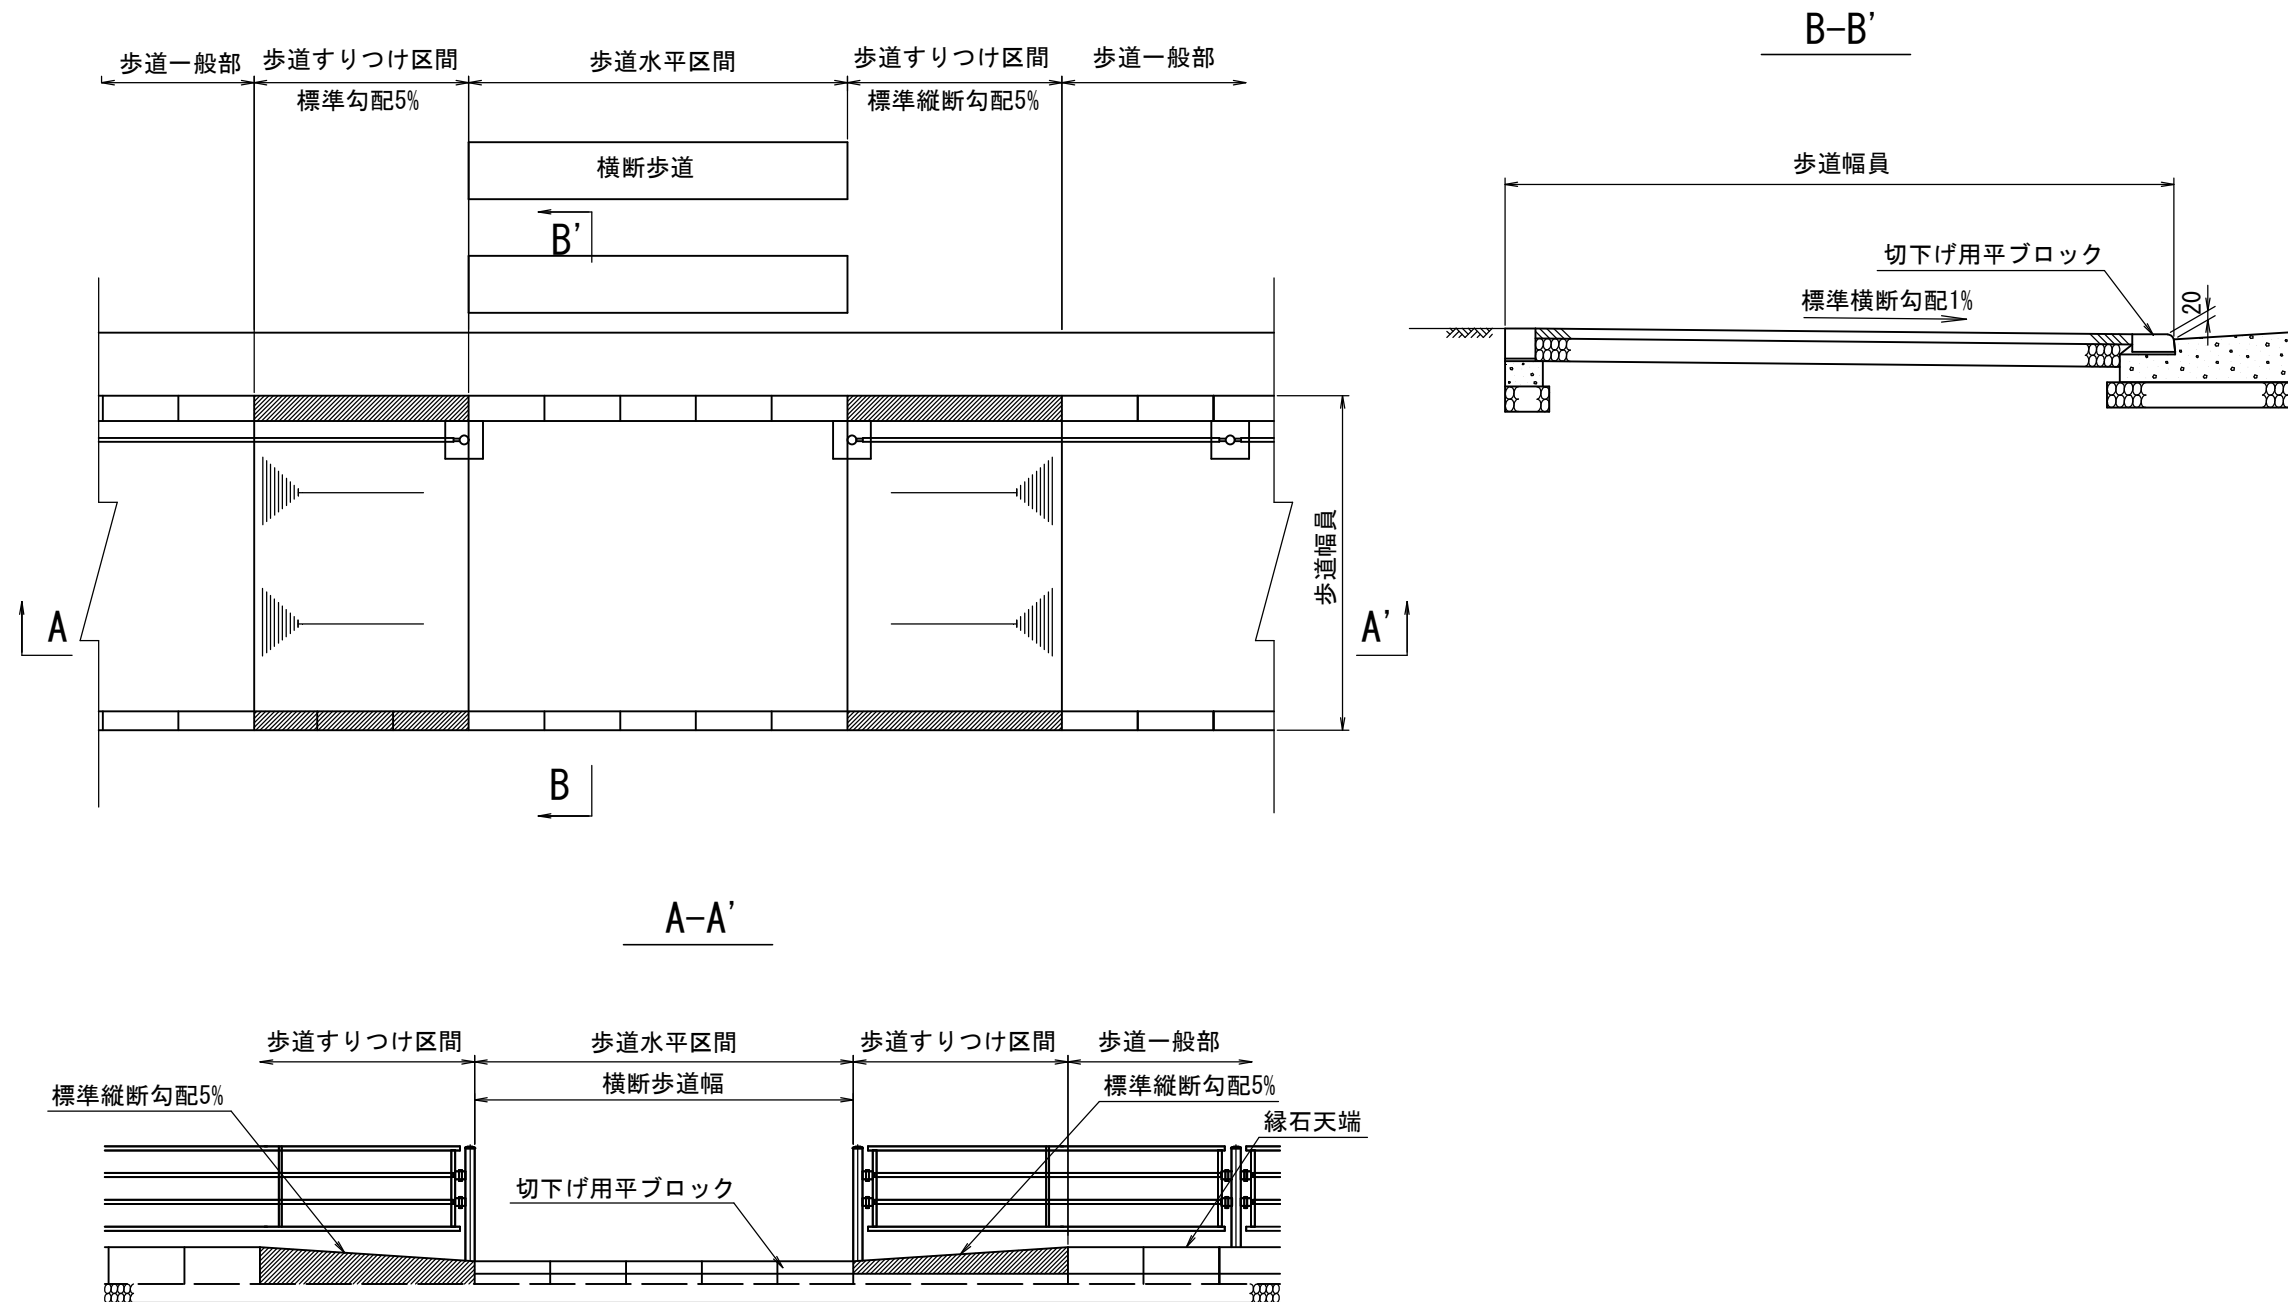 B-B'
歩道一般部
歩道すりつけ区間
歩道水平区間
歩道すりつけ区間
歩道一般部
標準勾配5%
標準縦断勾配5%
横断歩道
B'
歩道幅員
切下げ用平ブロック
標準横断勾配1%
20
歩道幅員
A
A'
B
A-A'
歩道すりつけ区間
歩道水平区間
歩道すりつけ区間
歩道一般部
標準縦断勾配5%
横断歩道幅
標準縦断勾配5%
縁石天端
切下げ用平ブロック